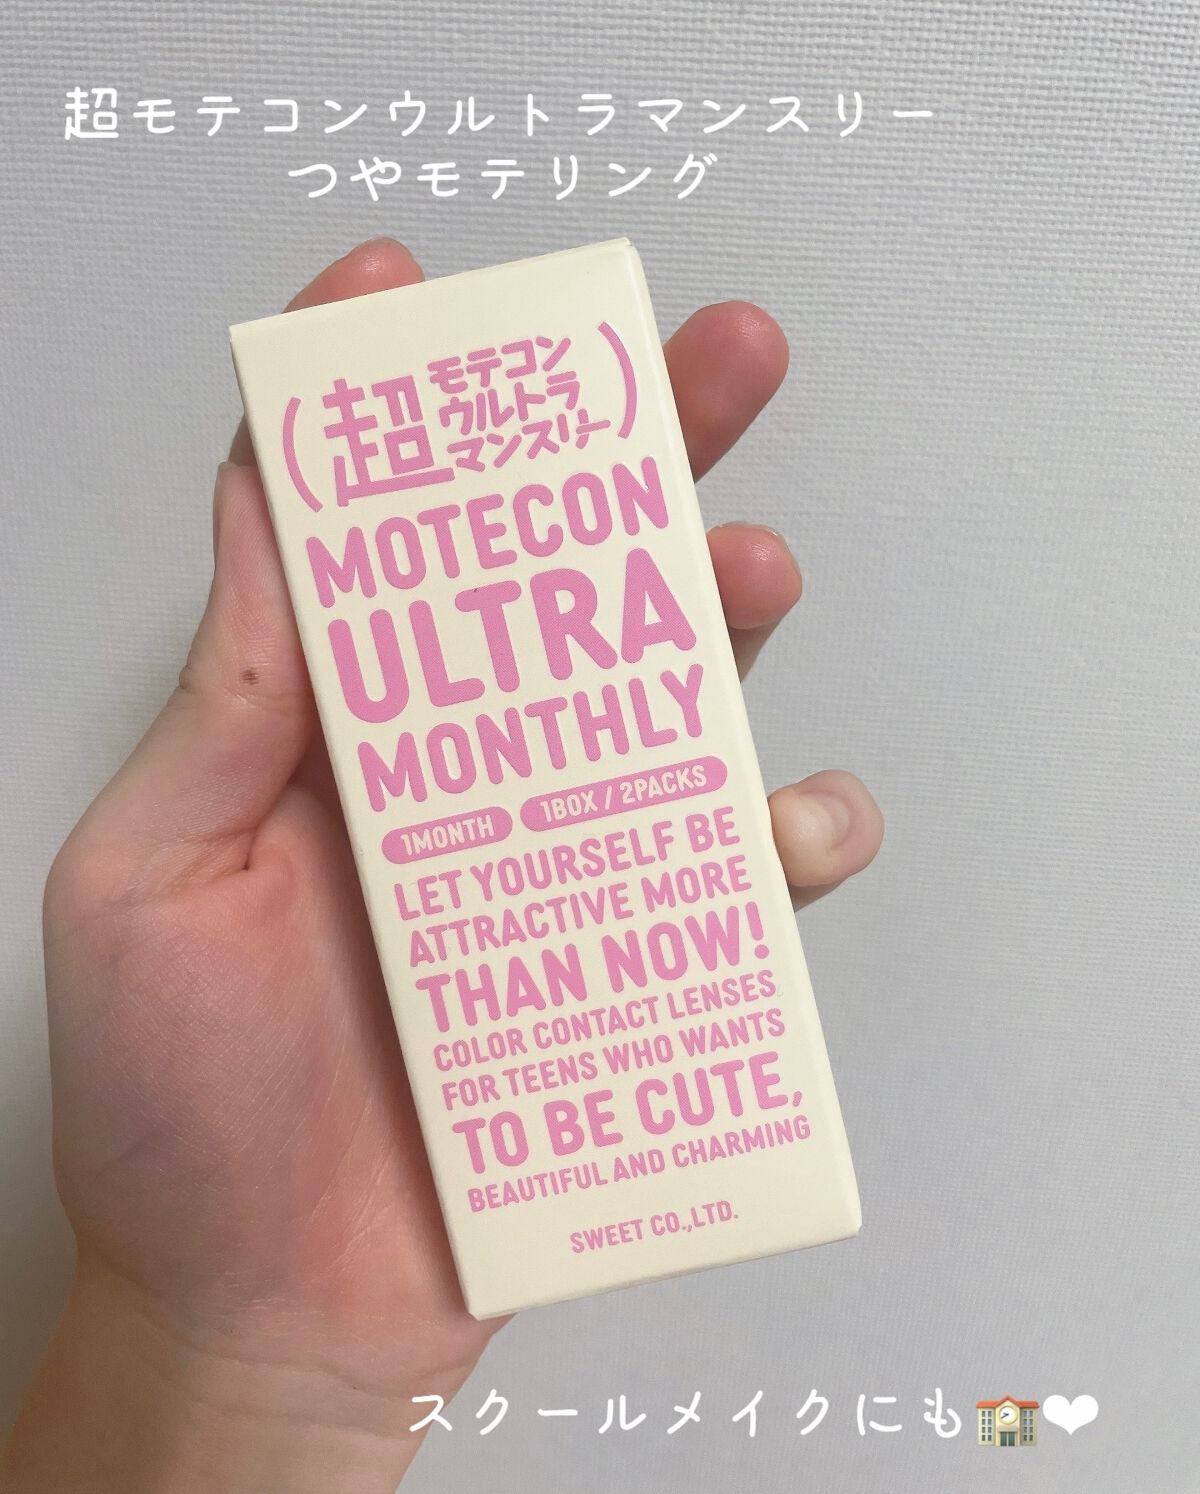 超モテコンウルトラマンスリー
つやモテリング
(超モテコンウルトラマンスリー)
MOTECON
ULTRA
MONTHLY
1MONTH 1BOX / 2PACKS
LET YOURSELF BE
ATTRACTIVE MORE
THAN NOW!
COLOR CONTACT LENSES
FOR TEENS WHO WANTS
TO BE CUTE,
BEAUTIFUL AND CHARMING
SWEET CO.,LTD.
スクールメイクにも🏫❤